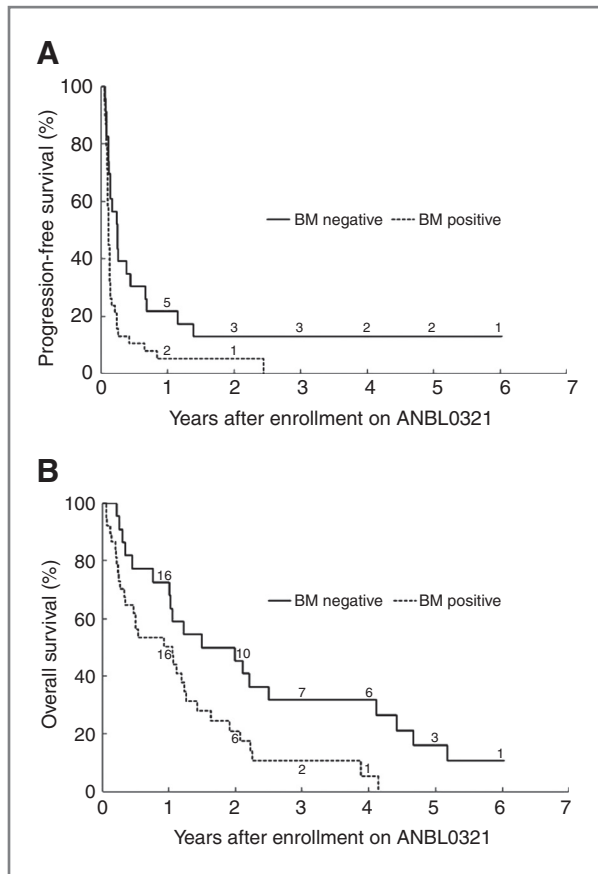 A
100
80
60
40
20
0
Progression-free survival (%)
BM negative BM positive
5 3 3 2 2 1
2 1
0 1 2 3 4 5 6 7
Years after enrollment on ANBL0321
B
100
80
60
40
20
0
Overall survival (%)
BM negative BM positive
16 10 7 6 3 1
16 6 2 1
0 1 2 3 4 5 6 7
Years after enrollment on ANBL0321